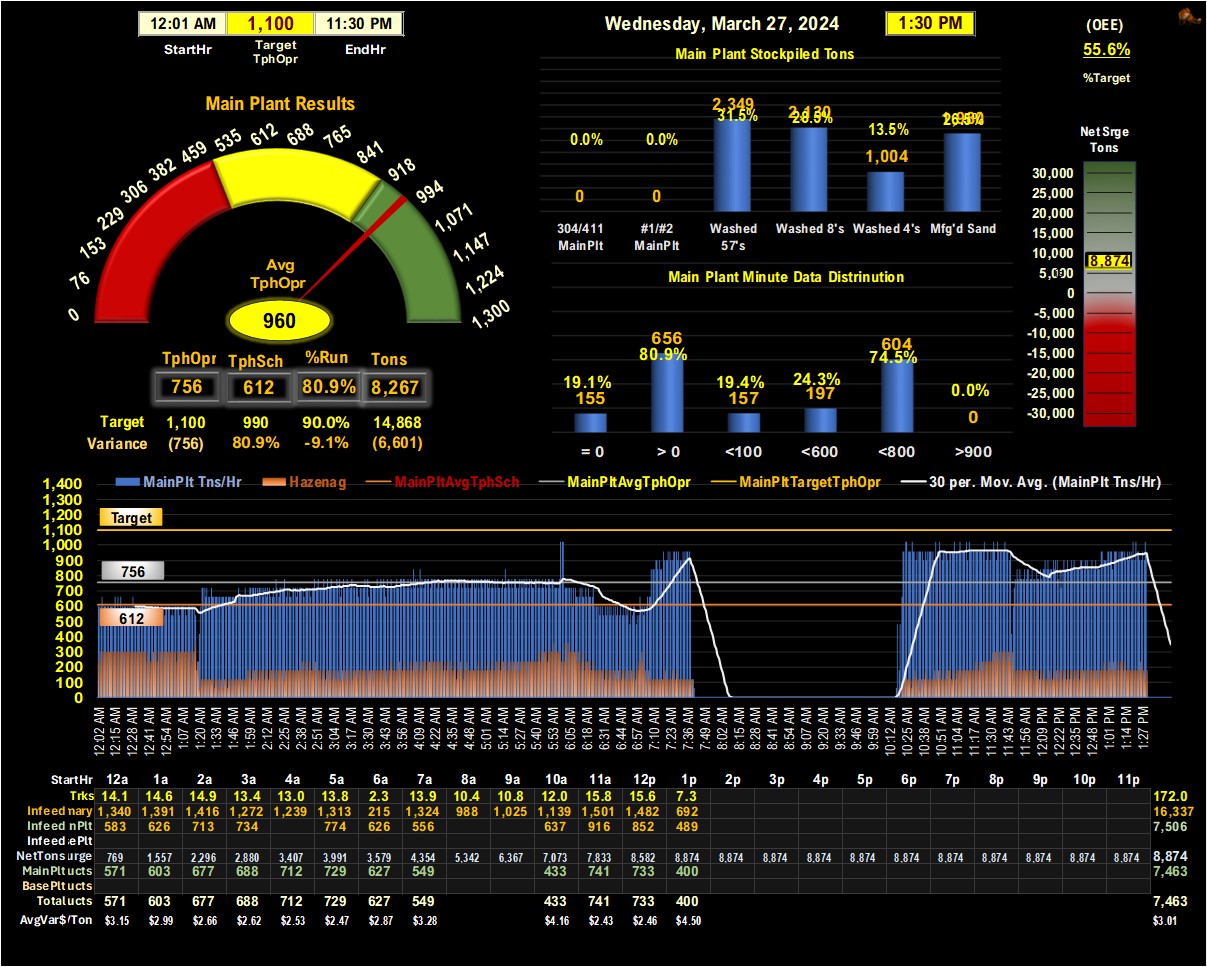 12:01 AM 1,100 11:30 PM
StartHr Target TphOpr EndHr
Wednesday, March 27, 2024 1:30 PM
(OEE)
55.6%
%Target
Main Plant Results
0 76 153 229 306 382 459 535 612 688 765 841 918 994 1,071 1,147 1,224 1,300
Avg
TphOpr
960
TphOpr TphSch %Run Tons
756 612 80.9% 8,267
Target 1,100 990 90.0% 14,868
Variance (756) 80.9% -9.1% (6,601)
Main Plant Stockpiled Tons
0.0% 0.0% 31.5% 28.5% 13.5% 26.5%
0 0 2,349 2,130 1,004
304/411 MainPlt #1/#2 MainPlt Washed 57's Washed 8's Washed 4's Mfg'd Sand
Main Plant Minute Data Distrinution
19.1% 80.9% 19.4% 24.3% 74.5% 0.0%
155 656 157 197 604 0
= 0 > 0 <100 <600 <800 >900
NetSrge
Tons
30,000
25,000
20,000
15,000
10,000
8,874
5,000
0
-5,000
-10,000
-15,000
-20,000
-25,000
-30,000
MainPlt Tns/Hr Hazenag MainPltAvgTphSch MainPltAvgTphOpr MainPltTargetTphOpr 30 per. Mov. Avg. (MainPlt Tns/Hr)
1,400
1,300
1,200
1,100
1,000
900
800
700
600
500
400
300
200
100
0
Target
756
612
12:02 AM 12:15 AM 12:28 AM 12:41 AM 12:54 AM 1:07 AM 1:20 AM 1:33 AM 1:46 AM 1:59 AM 2:12 AM 2:25 AM 2:38 AM 2:51 AM 3:04 AM 3:17 AM 3:30 AM 3:43 AM 3:56 AM 4:09 AM 4:22 AM 4:35 AM 4:48 AM 5:01 AM 5:14 AM 5:27 AM 5:40 AM 5:53 AM 6:05 AM 6:18 AM 6:31 AM 6:44 AM 6:57 AM 7:10 AM 7:23 AM 7:36 AM 7:49 AM 8:02 AM 8:15 AM 8:28 AM 8:41 AM 8:54 AM 9:07 AM 9:20 AM 9:33 AM 9:46 AM 9:59 AM 10:12 AM 10:25 AM 10:38 AM 10:51 AM 11:04 AM 11:17 AM 11:30 AM 11:43 AM 11:56 AM 12:09 PM 12:22 PM 12:35 PM 12:48 PM 1:01 PM 1:14 PM 1:27 PM
StartHr 12a 1a 2a 3a 4a 5a 6a 7a 8a 9a 10a 11a 12p 1p 2p 3p 4p 5p 6p 7p 8p 9p 10p 11p
Trks 14.1 14.6 14.9 13.4 13.0 13.8 2.3 13.9 10.4 10.8 12.0 15.8 15.6 7.3 172.0
Infeed nary 1,340 1,391 1,416 1,272 1,239 1,313 215 1,324 988 1,025 1,139 1,501 1,482 692 16,337
Infeed nPlt 583 626 713 734 774 626 556 637 916 852 489 7,506
Infeed ePlt
NetTons urge 769 1,557 2,296 2,880 3,407 3,991 3,579 4,354 5,342 6,367 7,073 7,833 8,582 8,874 8,874 8,874 8,874 8,874 8,874 8,874 8,874 8,874 8,874 8,874 8,874
MainPlt ucts 571 603 677 688 712 729 627 549 433 741 733 400 7,463
BasePlt ucts
Total ucts 571 603 677 688 712 729 627 549 433 741 733 400 7,463
AvgVar$/Ton $3.15 $2.99 $2.66 $2.62 $2.53 $2.47 $2.87 $3.28 $4.16 $2.43 $2.46 $4.50 $3.01